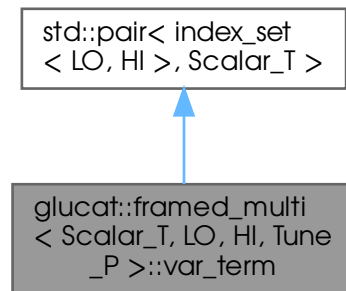 std::pair< index_set
< LO, HI >, Scalar_T >
glucat::framed_multi
< Scalar_T, LO, HI, Tune
_P >::var_term